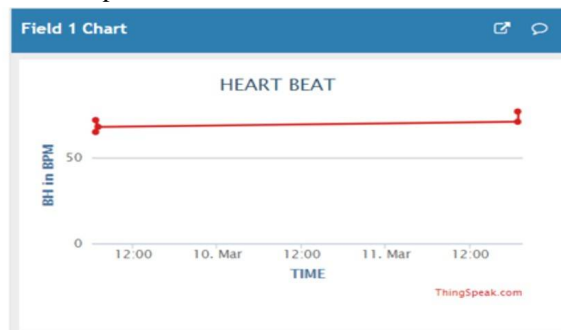 Field 1 Chart
HEART BEAT
BH in BPM
50
0
12:00 10. Mar 12:00 11. Mar 12:00
TIME
ThingSpeak.com